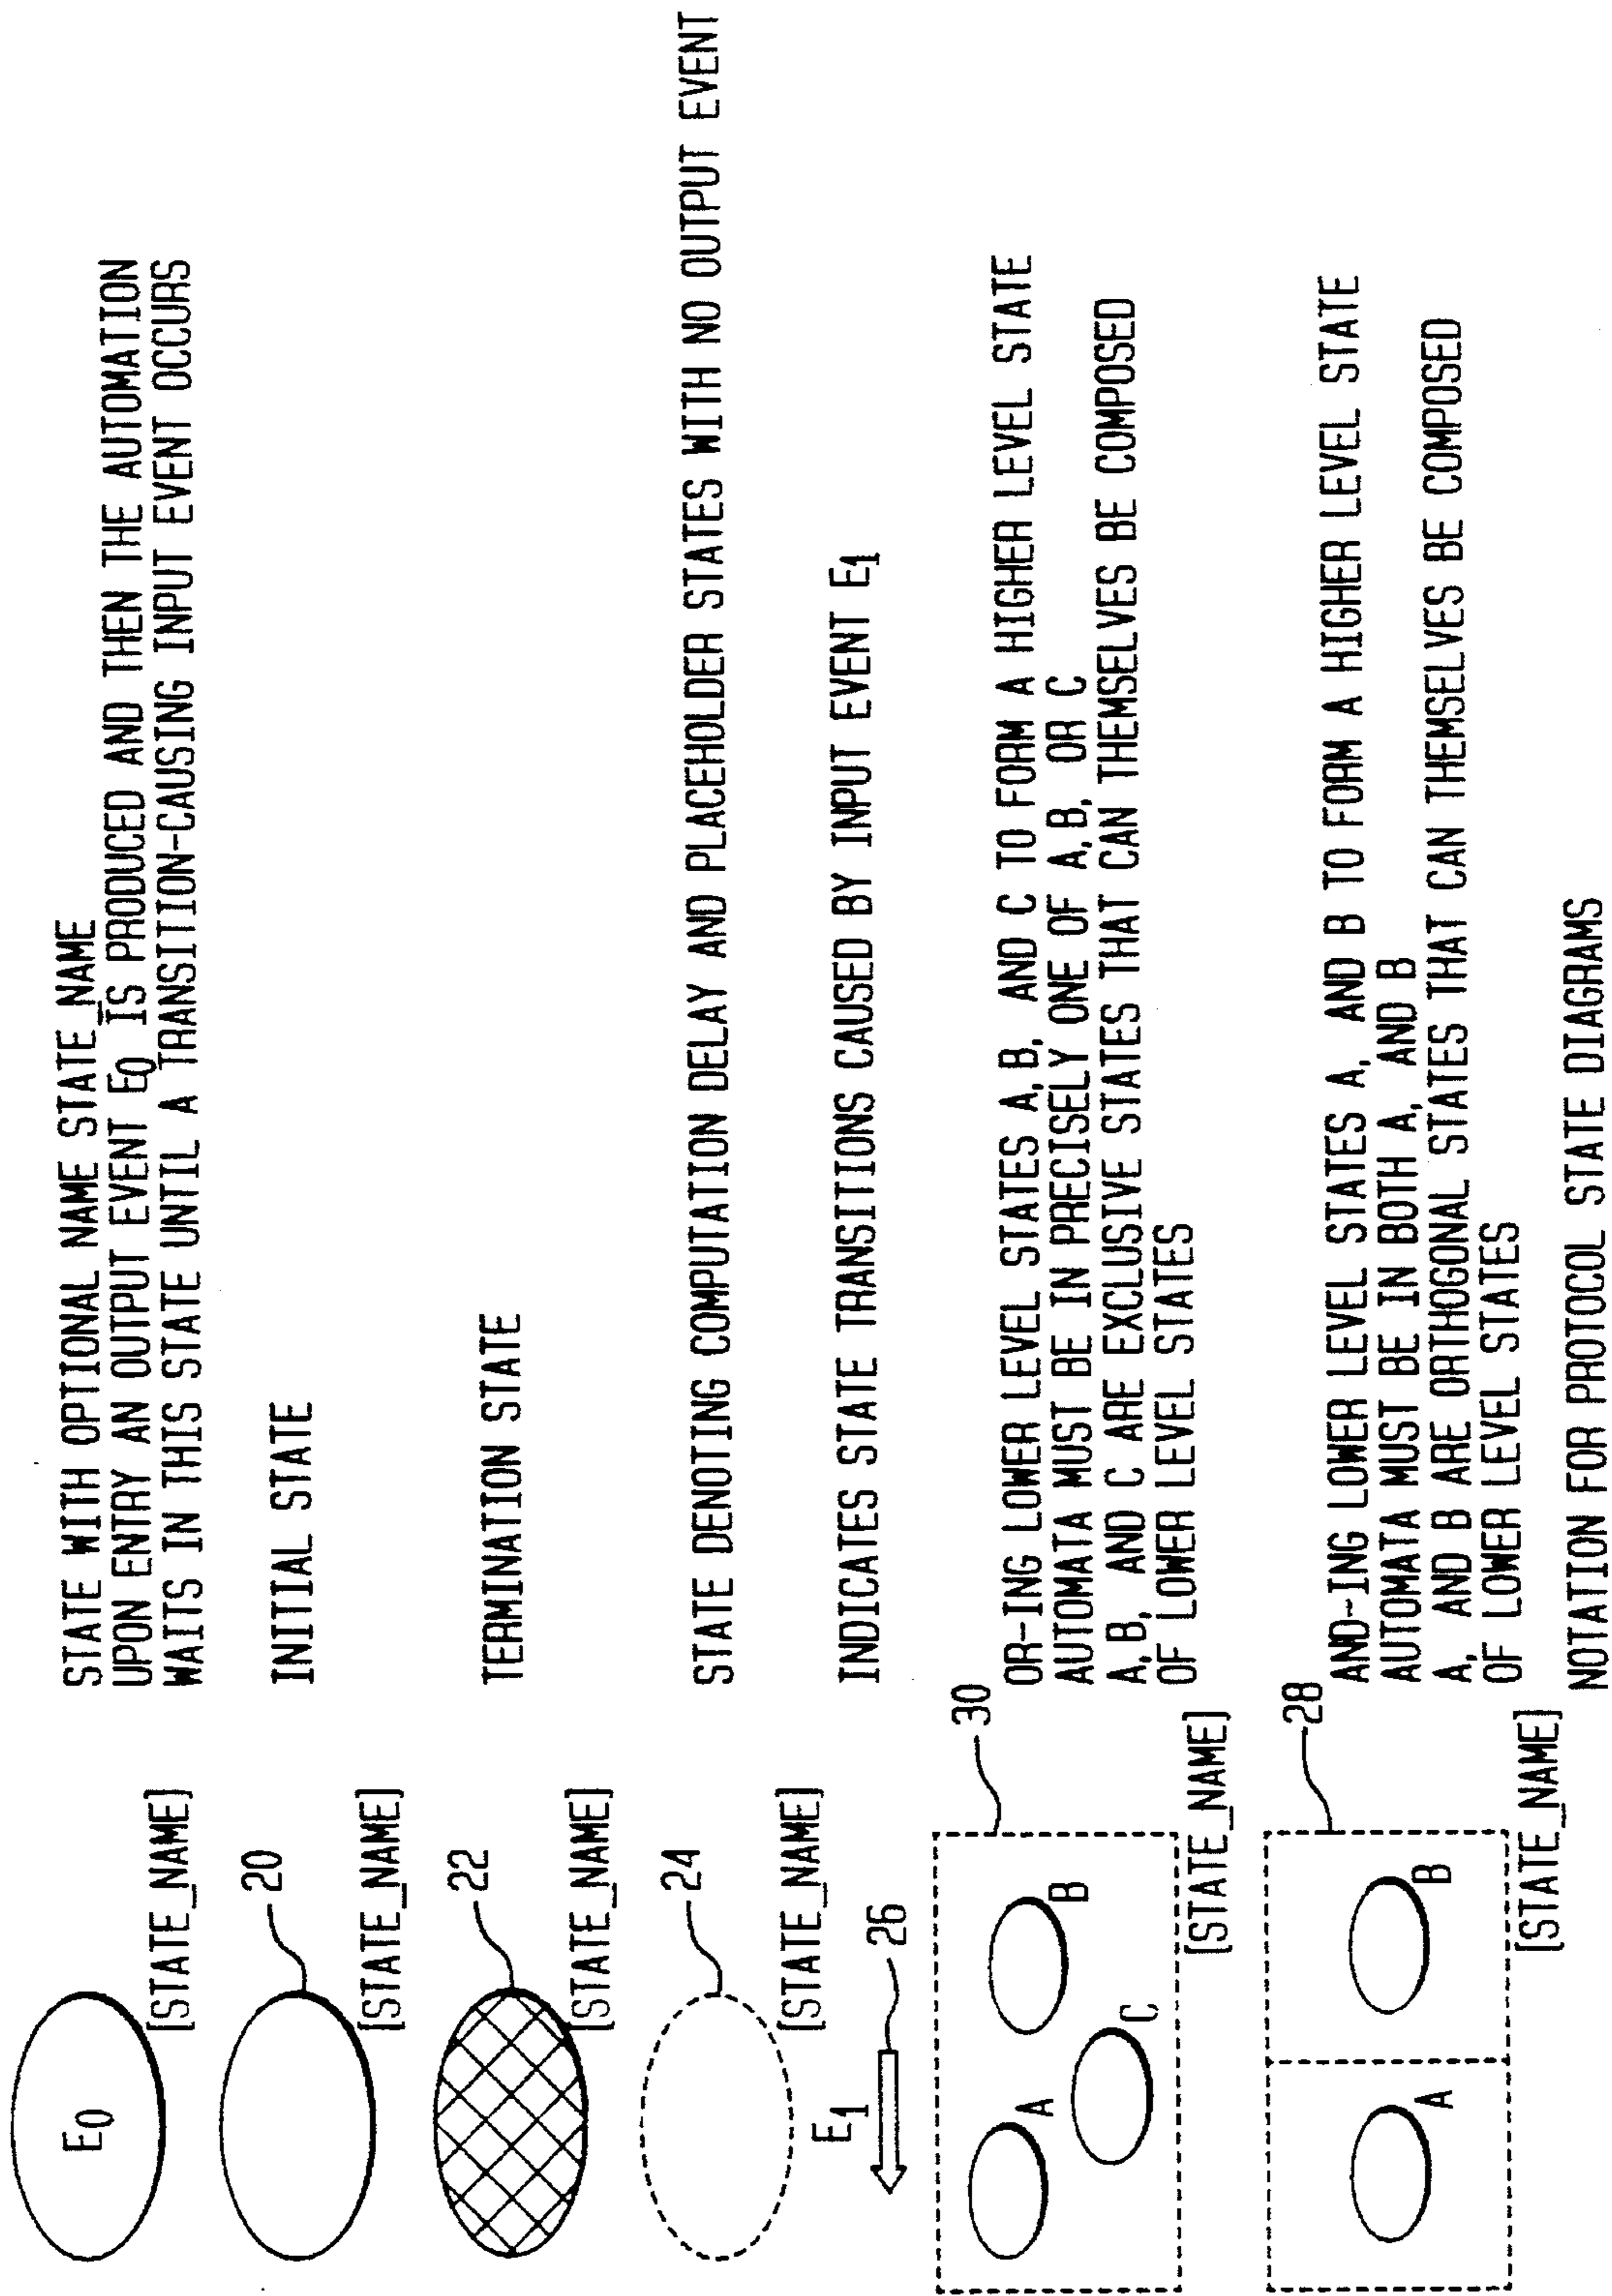 E0
[STATE_NAME]
STATE WITH OPTIONAL NAME STATE_NAME
UPON ENTRY AN OUTPUT EVENT E0 IS PRODUCED AND THEN THE AUTOMATION
WAITS IN THIS STATE UNTIL A TRANSITION-CAUSING INPUT EVENT OCCURS
20
[STATE_NAME]
INITIAL STATE
22
[STATE_NAME]
TERMINATION STATE
24
[STATE_NAME]
STATE DENOTING COMPUTATION DELAY AND PLACEHOLDER STATES WITH NO OUTPUT EVENT
E1
26
INDICATES STATE TRANSITIONS CAUSED BY INPUT EVENT E1
30
A
B
C
[STATE_NAME]
OR-ING LOWER LEVEL STATES A, B, AND C TO FORM A HIGHER LEVEL STATE
AUTOMATA MUST BE IN PRECISELY ONE OF A, B, OR C
A, B, AND C ARE EXCLUSIVE STATES THAT CAN THEMSELVES BE COMPOSED
OF LOWER LEVEL STATES
28
A
B
[STATE_NAME]
AND-ING LOWER LEVEL STATES A, AND B TO FORM A HIGHER LEVEL STATE
AUTOMATA MUST BE IN BOTH A, AND B
A, AND B ARE ORTHOGONAL STATES THAT CAN THEMSELVES BE COMPOSED
OF LOWER LEVEL STATES
NOTATION FOR PROTOCOL STATE DIAGRAMS